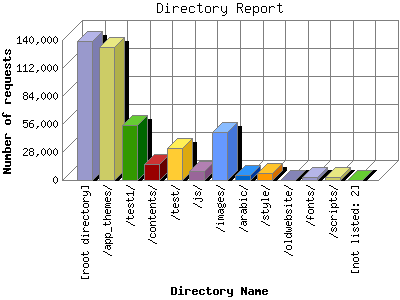 Directory Report
Number of requests
140,000
112,000
84,000
56,000
28,000
0
[root directory]
/app_themes/
/test1/
/contents/
/test/
/js/
/images/
/arabic/
/style/
/oldwebsite/
/fonts/
/scripts/
[not listed: 2]
Directory Name